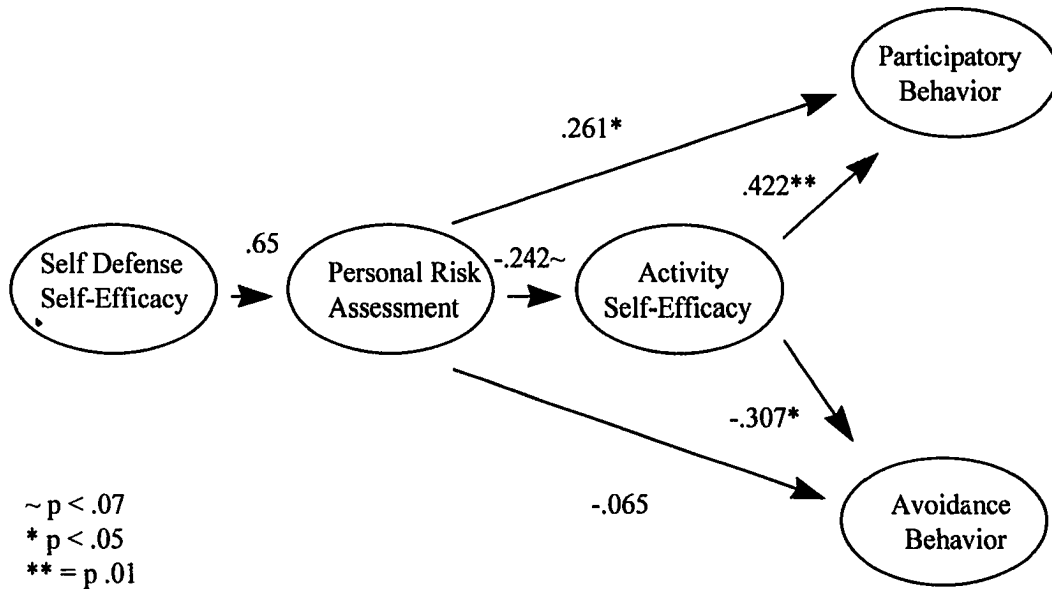 Participatory
Behavior
.261*
.422**
Self Defense
Self-Efficacy
.65
Personal Risk
Assessment
-.242~
Activity
Self-Efficacy
-.307*
-.065
Avoidance
Behavior
~ p < .07
* p < .05
** = p .01